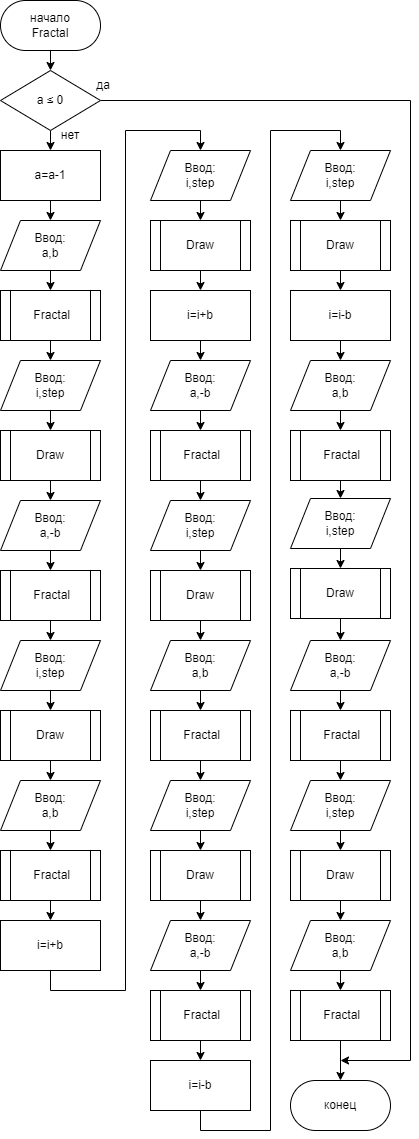 начало
Fractal
a ≤ 0
да
нет
a=a-1
Ввод:
a,b
Fractal
Ввод:
i,step
Draw
Ввод:
a,-b
Fractal
Ввод:
i,step
Draw
Ввод:
a,b
Fractal
i=i+b
Ввод:
i,step
Draw
i=i+b
Ввод:
a,-b
Fractal
Ввод:
i,step
Draw
Ввод:
a,b
Fractal
Ввод:
i,step
Draw
Ввод:
a,-b
Fractal
i=i-b
Ввод:
i,step
Draw
i=i-b
Ввод:
a,b
Fractal
Ввод:
i,step
Draw
Ввод:
a,-b
Fractal
Ввод:
i,step
Draw
Ввод:
a,b
Fractal
конец